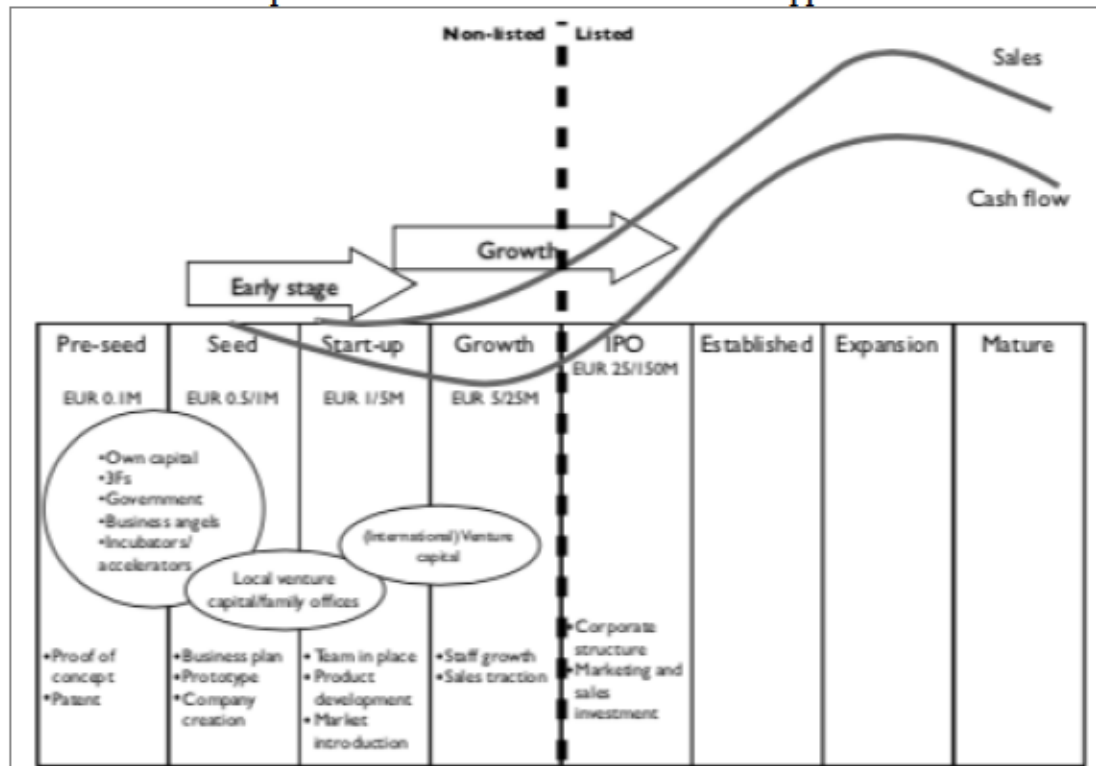 Non-listed Listed
Sales
Cash flow
Growth
Early stage
Pre-seed Seed Start-up Growth IPO Established Expansion Mature
EUR 25/150M
EUR 0.1M EUR 0.5/1M EUR 1/5M EUR 5/25M
•Own capital
•3Fs
•Government
•Business angels
•Incubators/
accelerators
(International) Venture
capital
Local venture
capital/family offices
•Proof of
concept
•Patent
•Business plan
•Prototype
•Company
creation
•Team in place
•Product
development
•Market
introduction
•Staff growth
•Sales traction
•Corporate
structure
•Marketing and
sales
investment